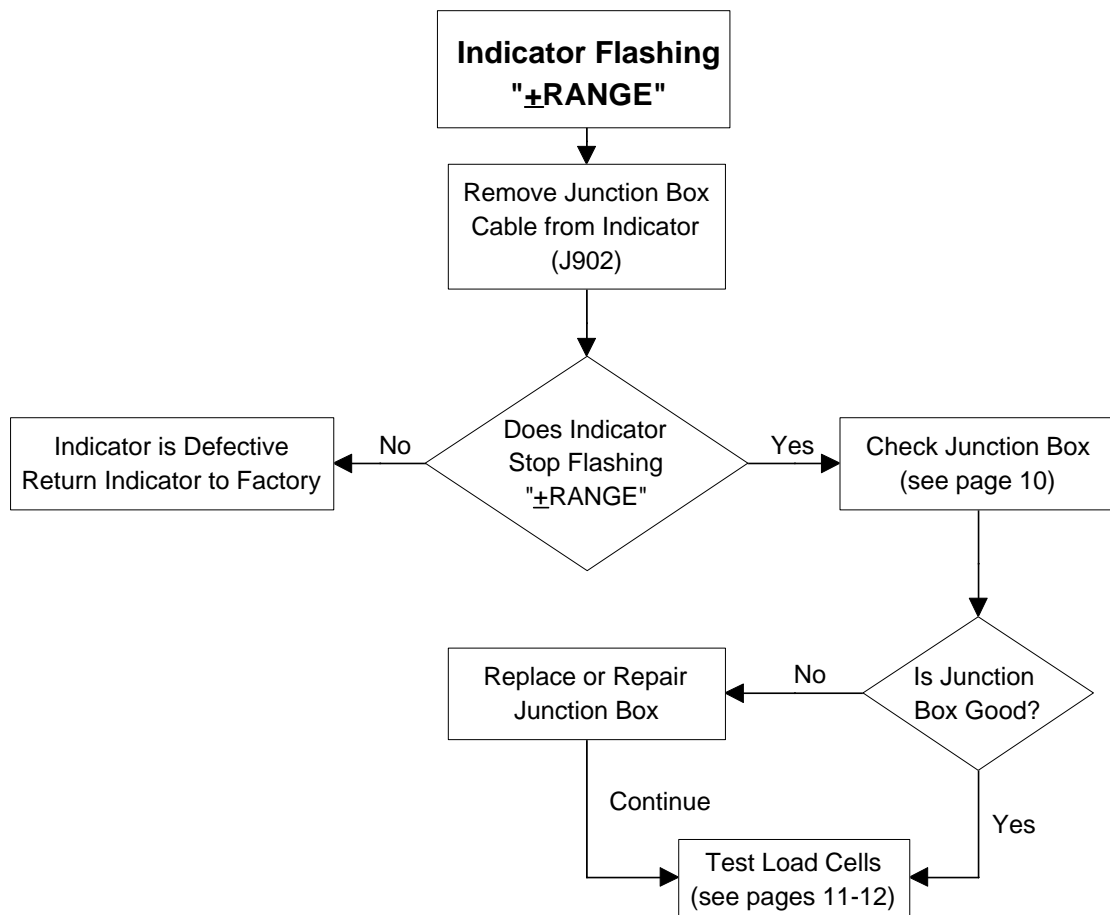 Indicator Flashing
"±RANGE"
Remove Junction Box
Cable from Indicator
(J902)
Does Indicator
Stop Flashing
"±RANGE"
No
Yes
Indicator is Defective
Return Indicator to Factory
Check Junction Box
(see page 10)
Is Junction
Box Good?
No
Replace or Repair
Junction Box
Continue
Yes
Test Load Cells
(see pages 11-12)